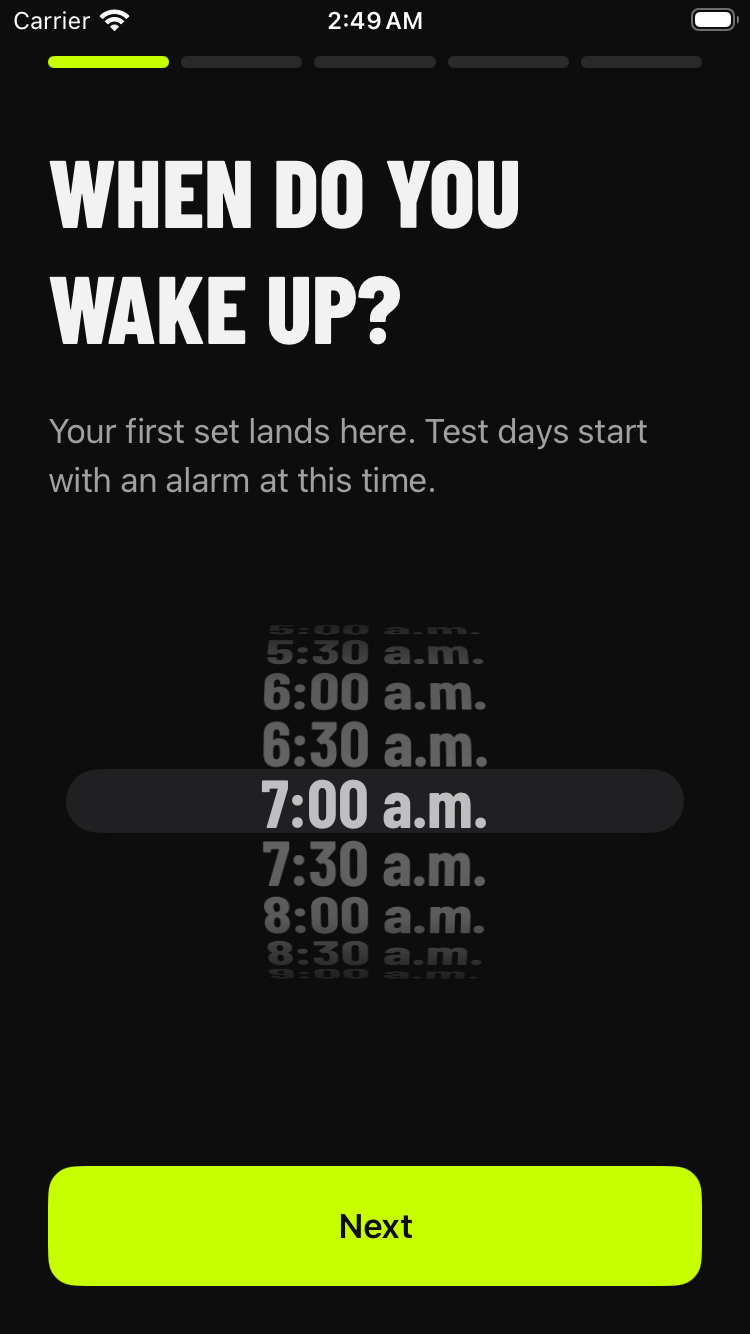 Carrier 2:49 AM
WHEN DO YOU
WAKE UP?
Your first set lands here. Test days start
with an alarm at this time.
5:00 a.m.
5:30 a.m.
6:00 a.m.
6:30 a.m.
7:00 a.m.
7:30 a.m.
8:00 a.m.
8:30 a.m.
9:00 a.m.
Next